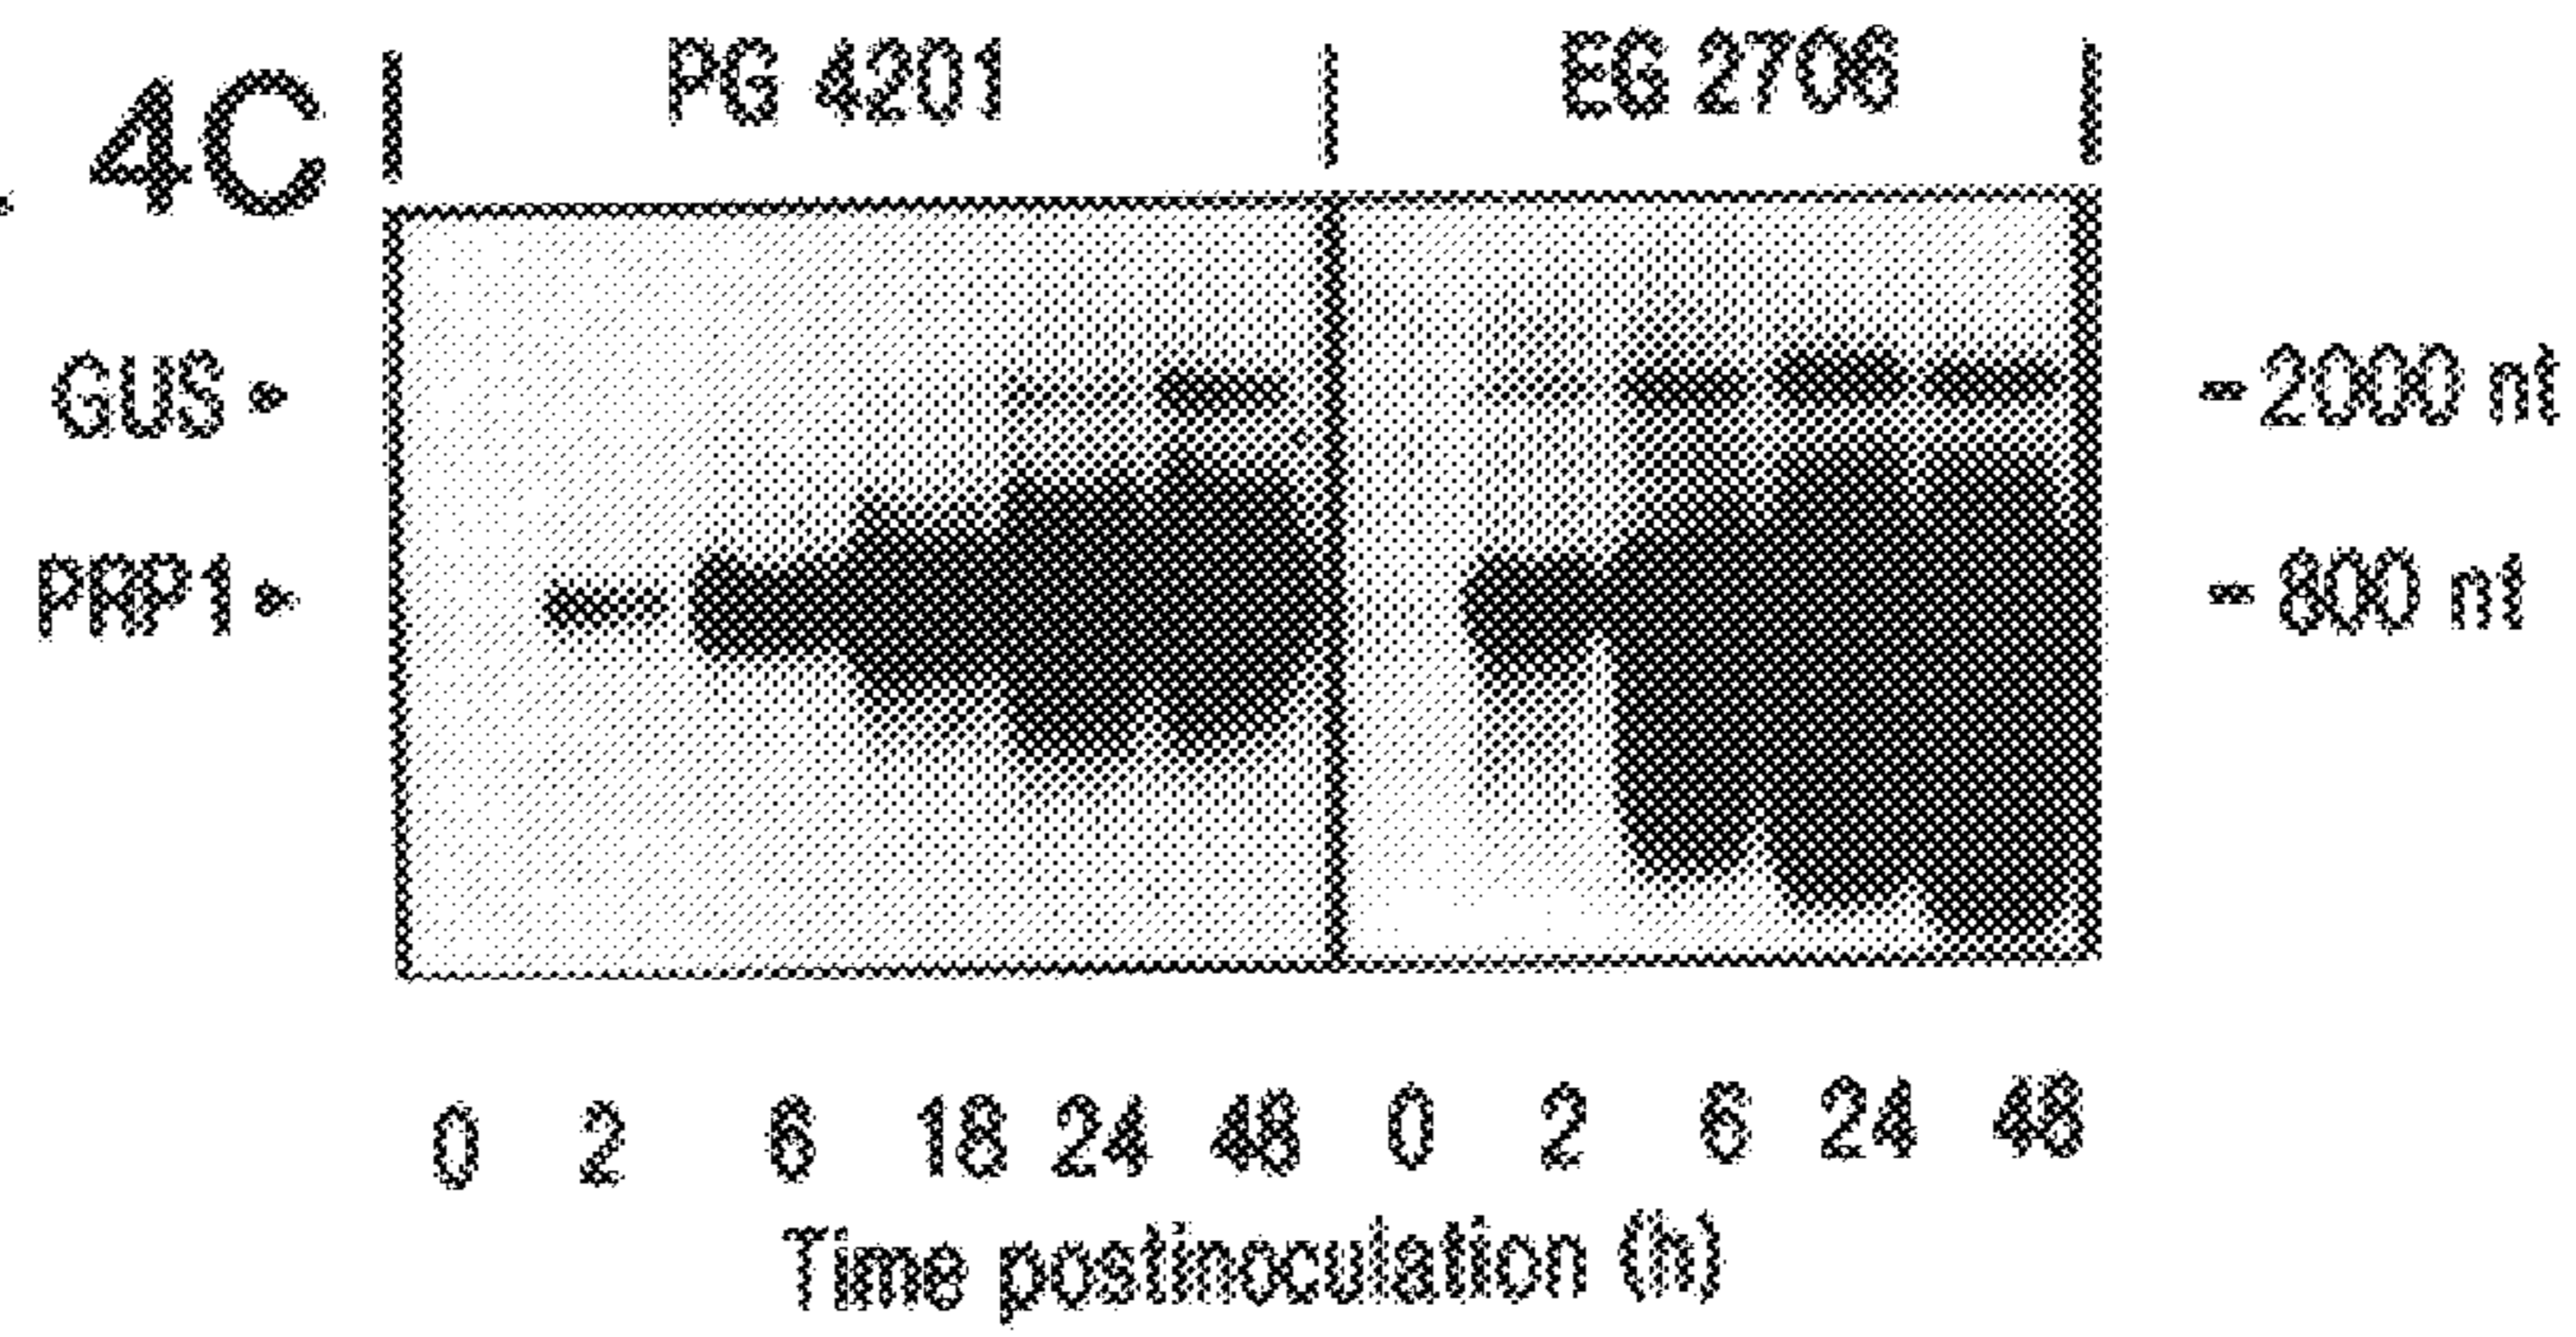 4C
PG 4201 EG 2706
GUS
2000 nt
PRP1
800 nt
0 2 6 18 24 48 0 2 6 24 48
Time postinoculation (h)